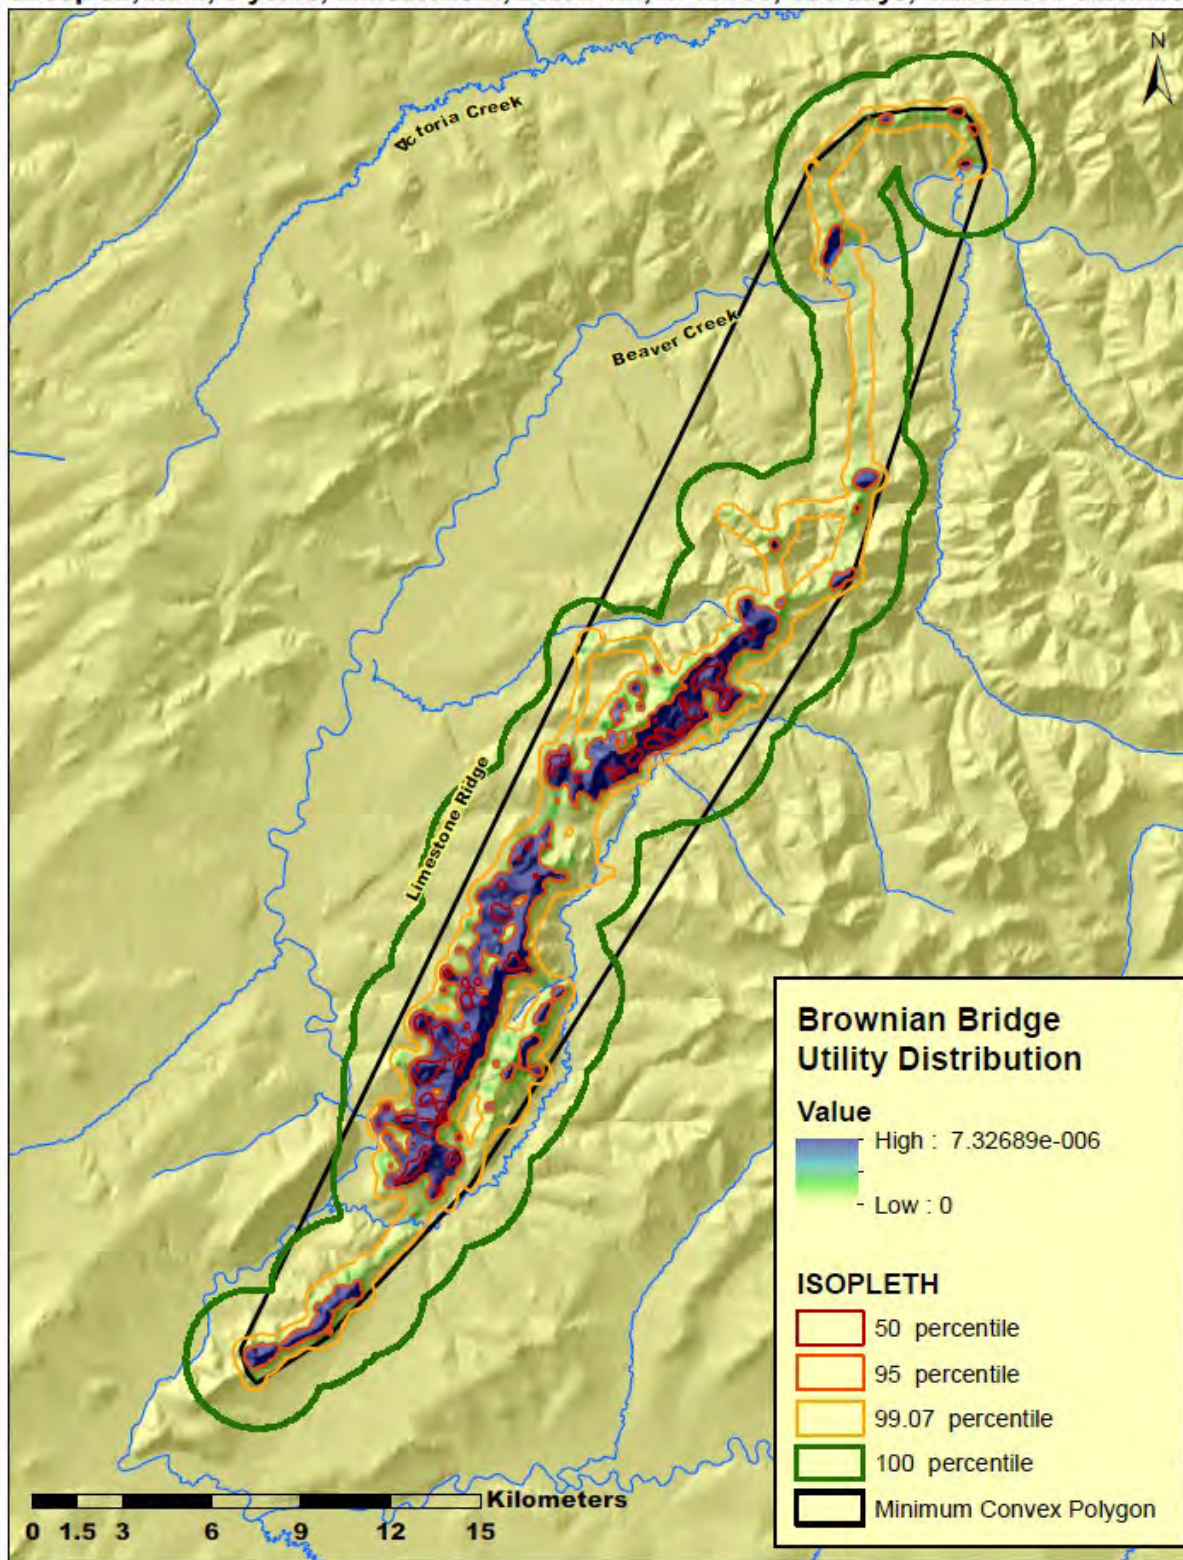 N
Victoria Creek
Beaver Creek
Limestone Ridge
Brownian Bridge
Utility Distribution
Value
High : 7.32689e-006
Low : 0
ISOPLETH
50 percentile
95 percentile
99.07 percentile
100 percentile
Minimum Convex Polygon
Kilometers
0 1.5 3 6 9 12 15